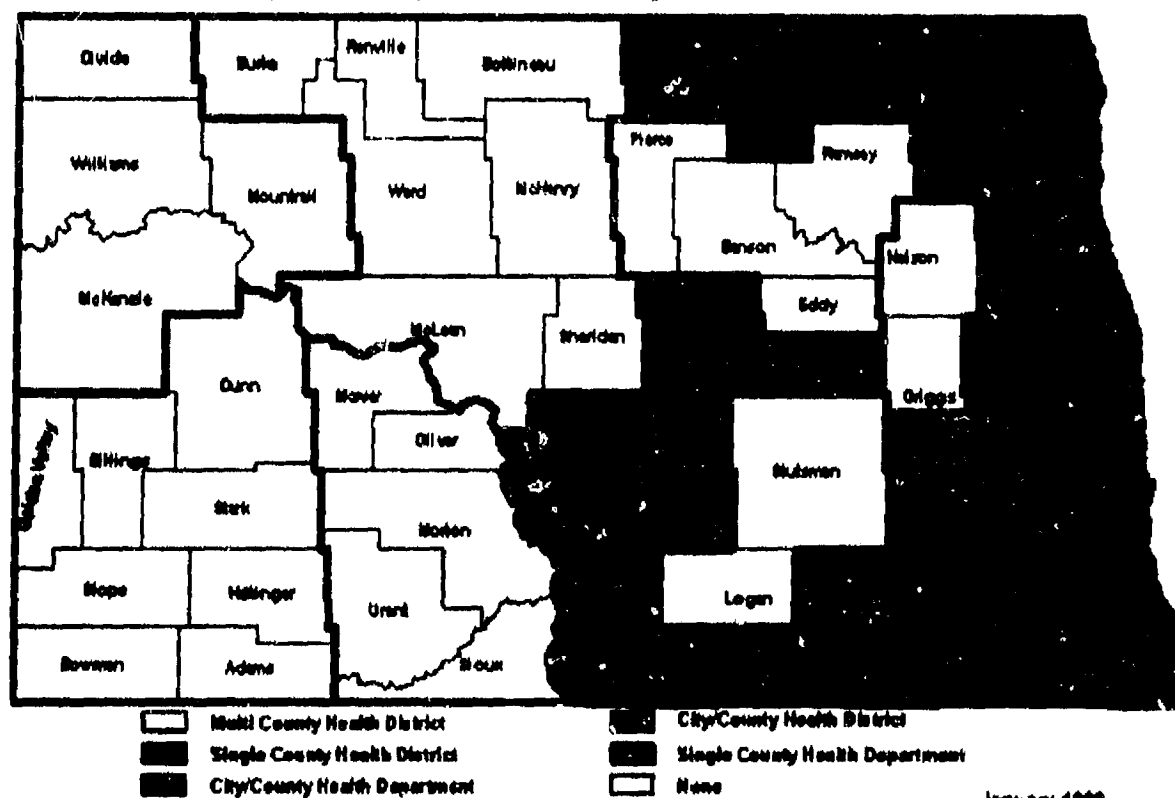 Divide
Burke
Renville
Bottineau
Williams
Mountrail
Ward
McHenry
Pierce
Ramsey
Benson
Nelson
McKenzie
Eddy
McLean
Sheridan
Dunn
Mercer
Oliver
Griggs
Golden Valley
Billings
Stark
Morton
Stutsman
Slope
Hettinger
Grant
Logan
Bowman
Adams
Sioux
Multi County Health District
City/County Health District
Single County Health District
Single County Health Department
City/County Health Department
None
January